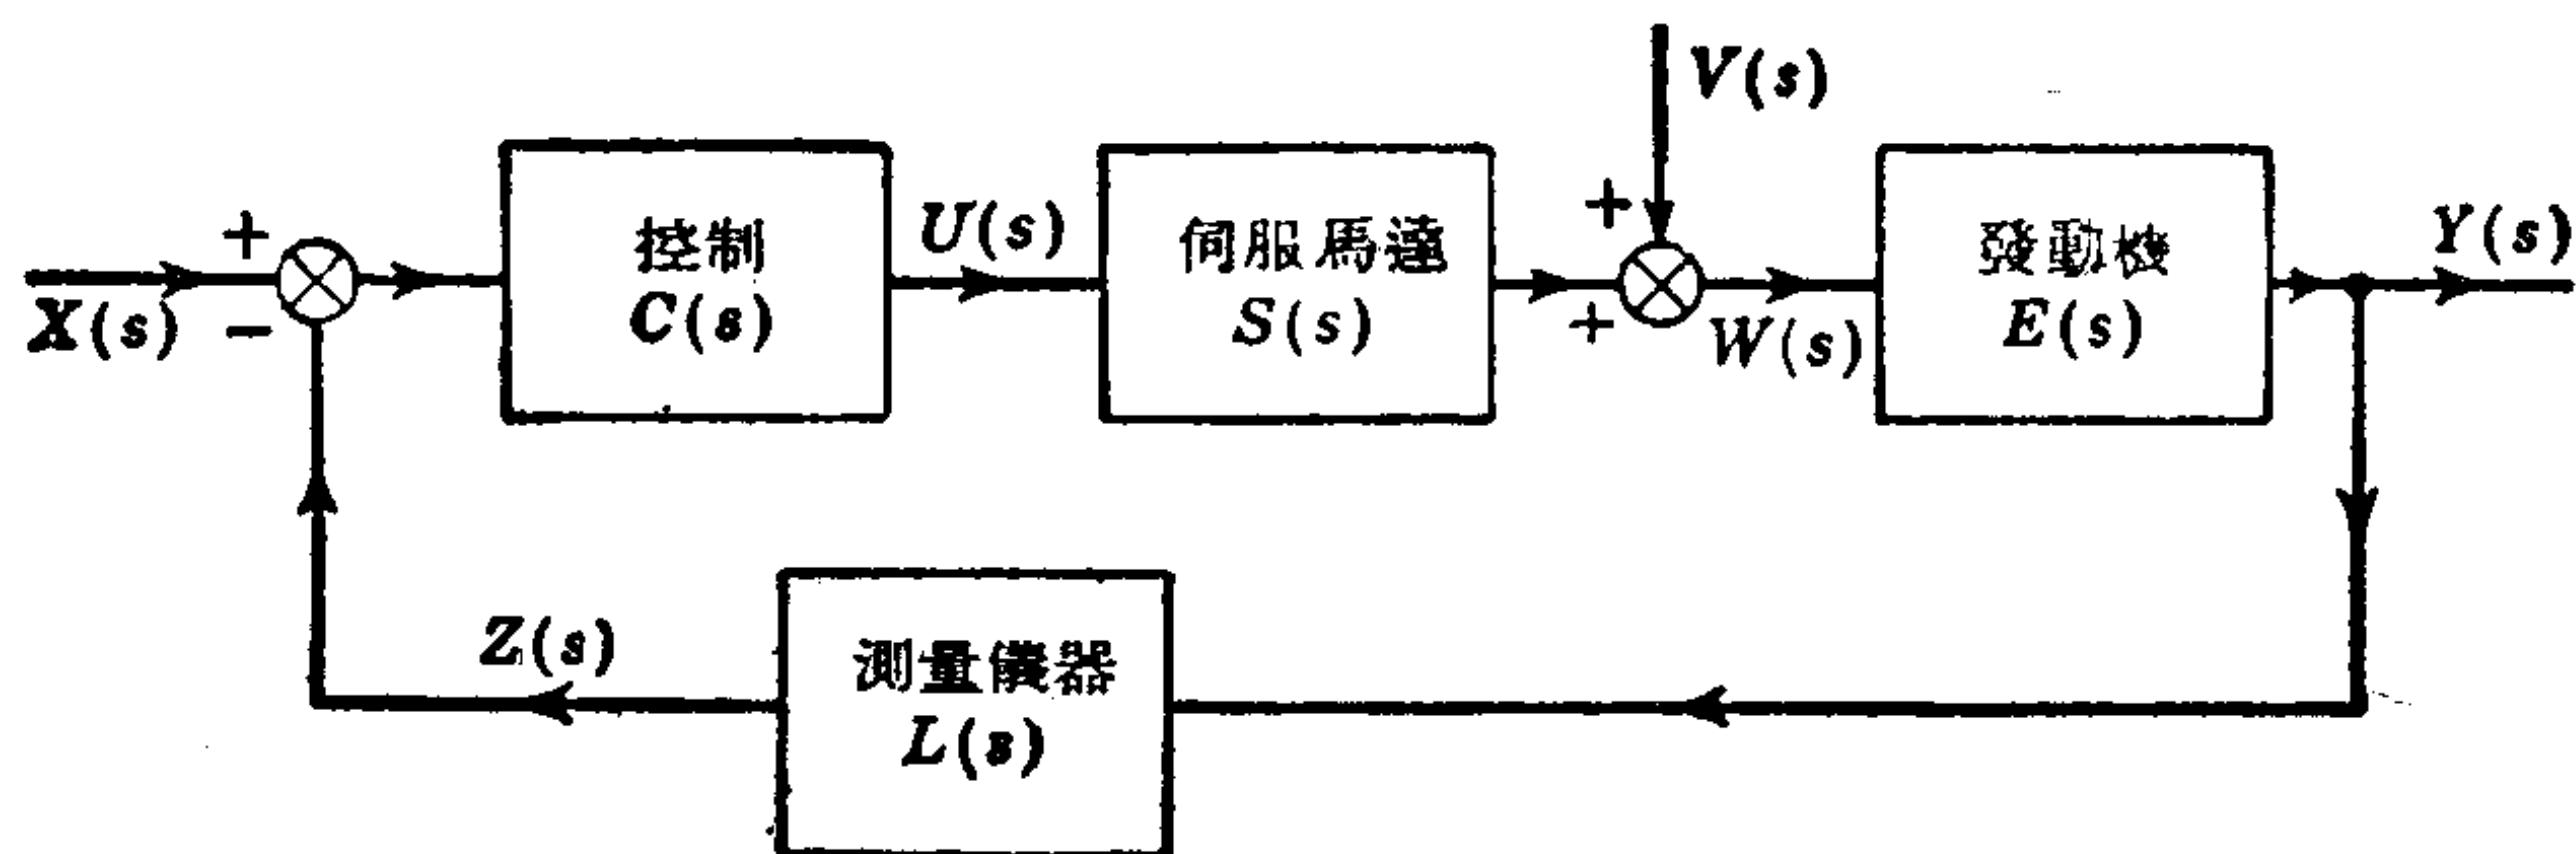 V(s)
+
+
控制
C(s)
U(s)
伺服馬達
S(s)
發動機
E(s)
Y(s)
X(s)
−
+
W(s)
Z(s)
測量儀器
L(s)